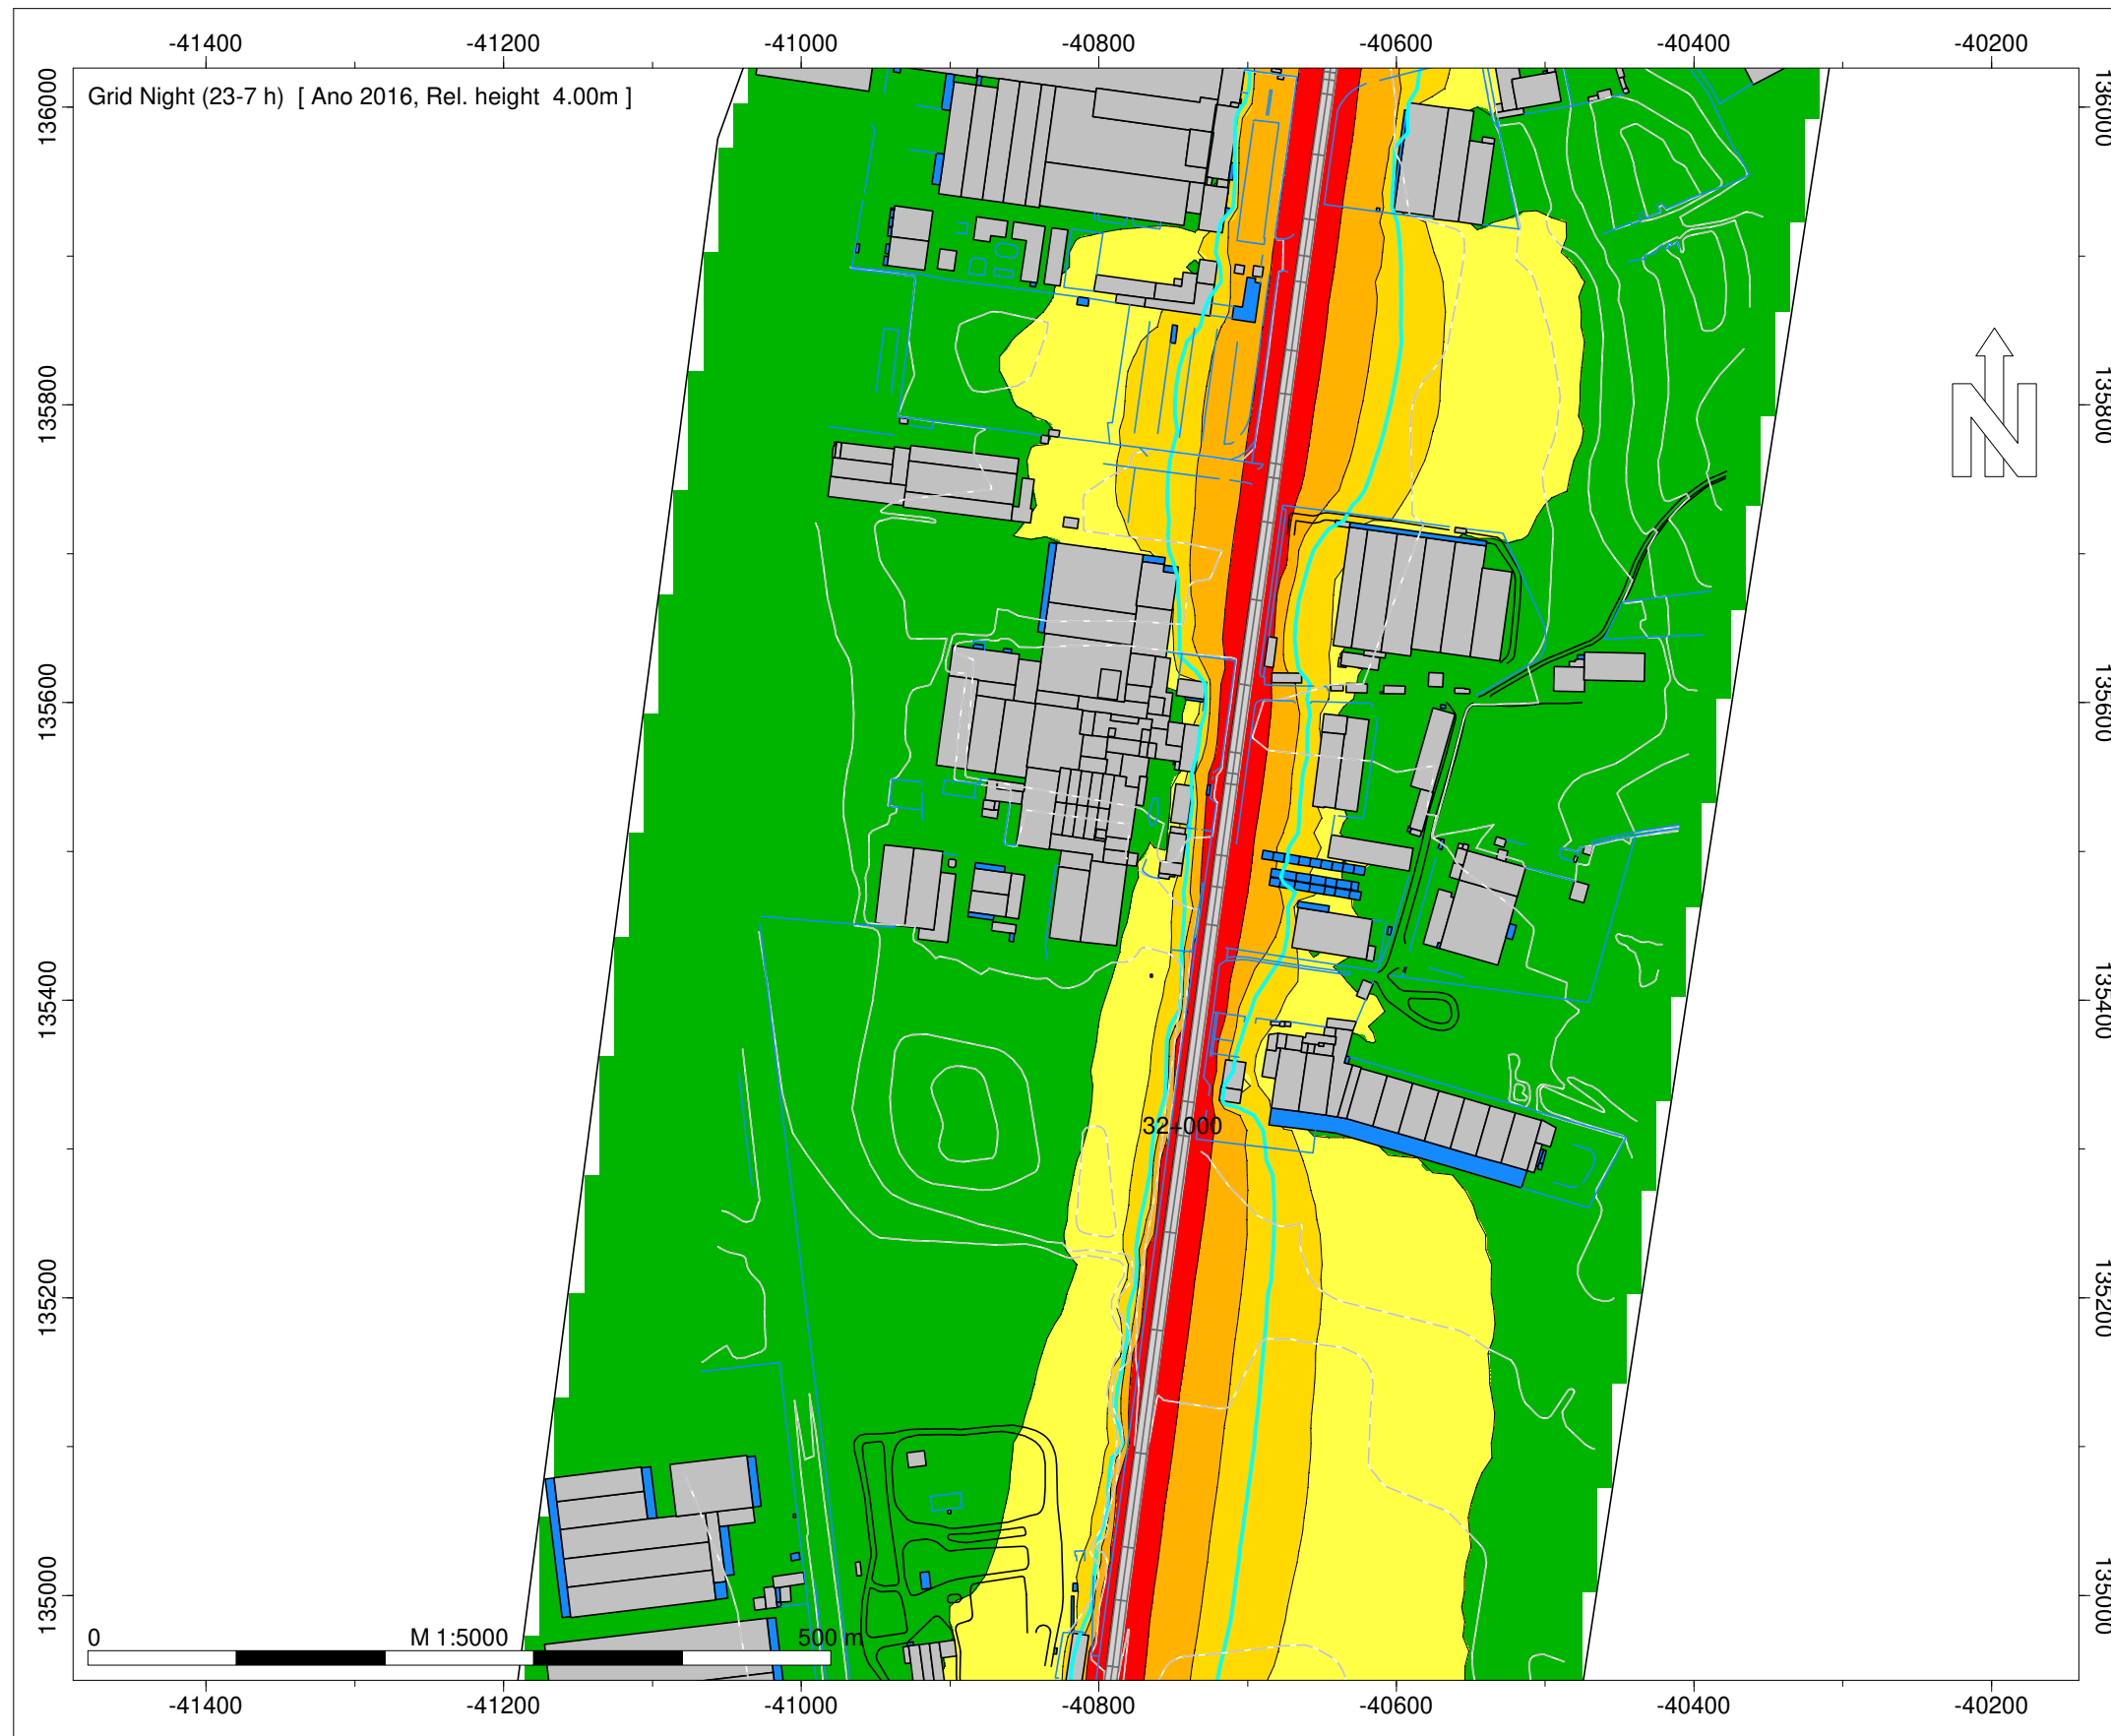 -41400 -41200 -41000 -40800 -40600 -40400 -40200
Grid Night (23-7 h) [ Ano 2016, Rel. height 4.00m ]
136000 136000
135800 135800
N
135600 135600
135400 135400
32+000
135200 135200
135000 135000
0 M 1:5000 500 m
-41400 -41200 -41000 -40800 -40600 -40400 -40200